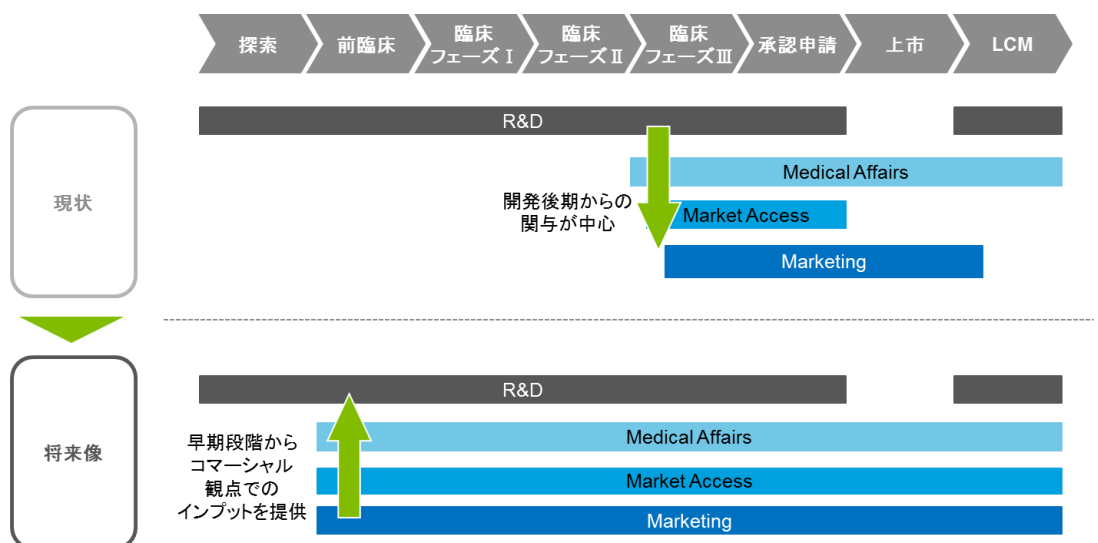 探索
前臨床
臨床
フェーズⅠ
臨床
フェーズⅡ
臨床
フェーズⅢ
承認申請
上市
LCM
現状
R&D
Medical Affairs
開発後期からの
関与が中心
Market Access
Marketing
将来像
R&D
早期段階から
コマーシャル
観点での
インプットを提供
Medical Affairs
Market Access
Marketing